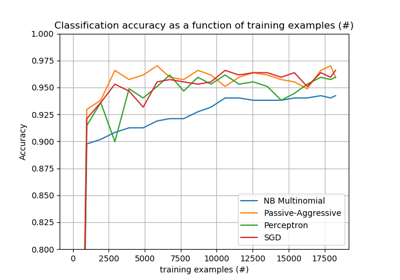 Classification accuracy as a function of training examples (#)
1.000
0.975
0.950
0.925
0.900
0.875
0.850
0.825
0.800
Accuracy
NB Multinomial
Passive-Aggressive
Perceptron
SGD
0 2500 5000 7500 10000 12500 15000 17500
training examples (#)